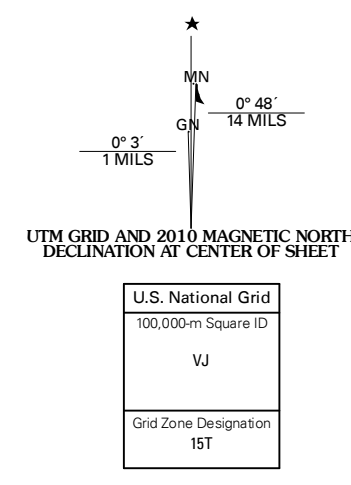 MN
0° 48´
14 MILS
GN
0° 3´
1 MILS
UTM GRID AND 2010 MAGNETIC NORTH
DECLINATION AT CENTER OF SHEET
U.S. National Grid
100,000-m Square ID
VJ
Grid Zone Designation
15T